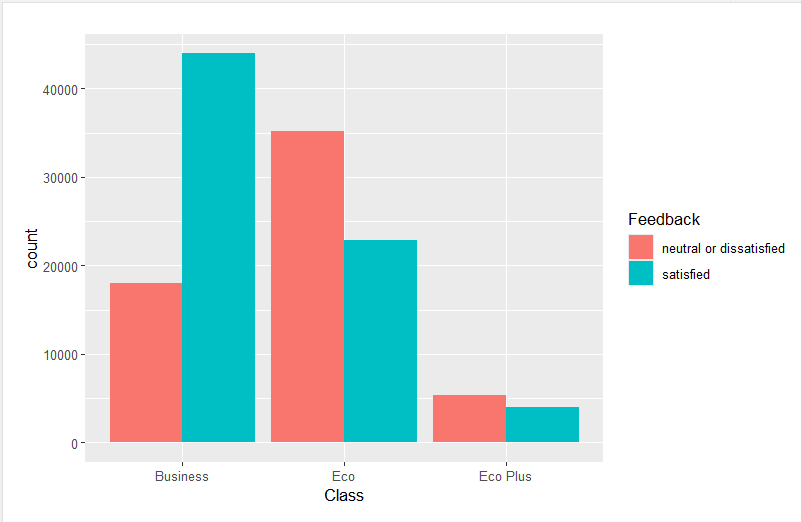 40000
30000
20000
10000
0
count
Business
Eco
Eco Plus
Class
Feedback
neutral or dissatisfied
satisfied